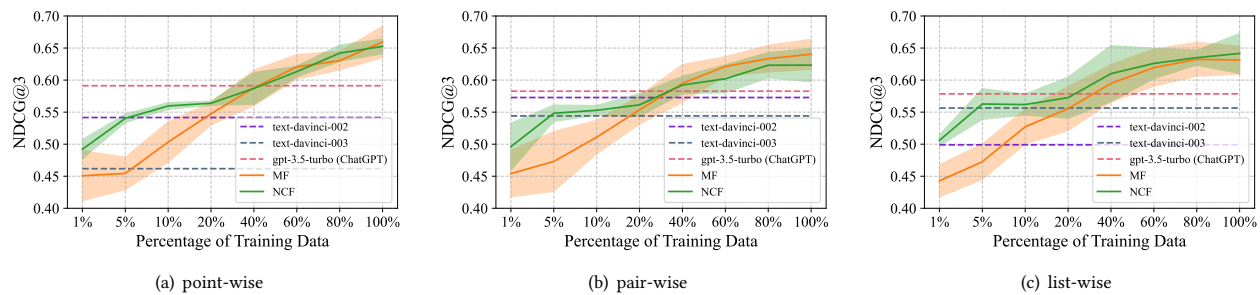 NDCG@3
0.70
0.65
0.60
0.55
0.50
0.45
0.40
text-davinci-002
text-davinci-003
gpt-3.5-turbo (ChatGPT)
MF
NCF
1% 5% 10% 20% 40% 60% 80% 100%
Percentage of Training Data
(a) point-wise
NDCG@3
0.70
0.65
0.60
0.55
0.50
0.45
0.40
text-davinci-002
text-davinci-003
gpt-3.5-turbo (ChatGPT)
MF
NCF
1% 5% 10% 20% 40% 60% 80% 100%
Percentage of Training Data
(b) pair-wise
NDCG@3
0.70
0.65
0.60
0.55
0.50
0.45
0.40
text-davinci-002
text-davinci-003
gpt-3.5-turbo (ChatGPT)
MF
NCF
1% 5% 10% 20% 40% 60% 80% 100%
Percentage of Training Data
(c) list-wise